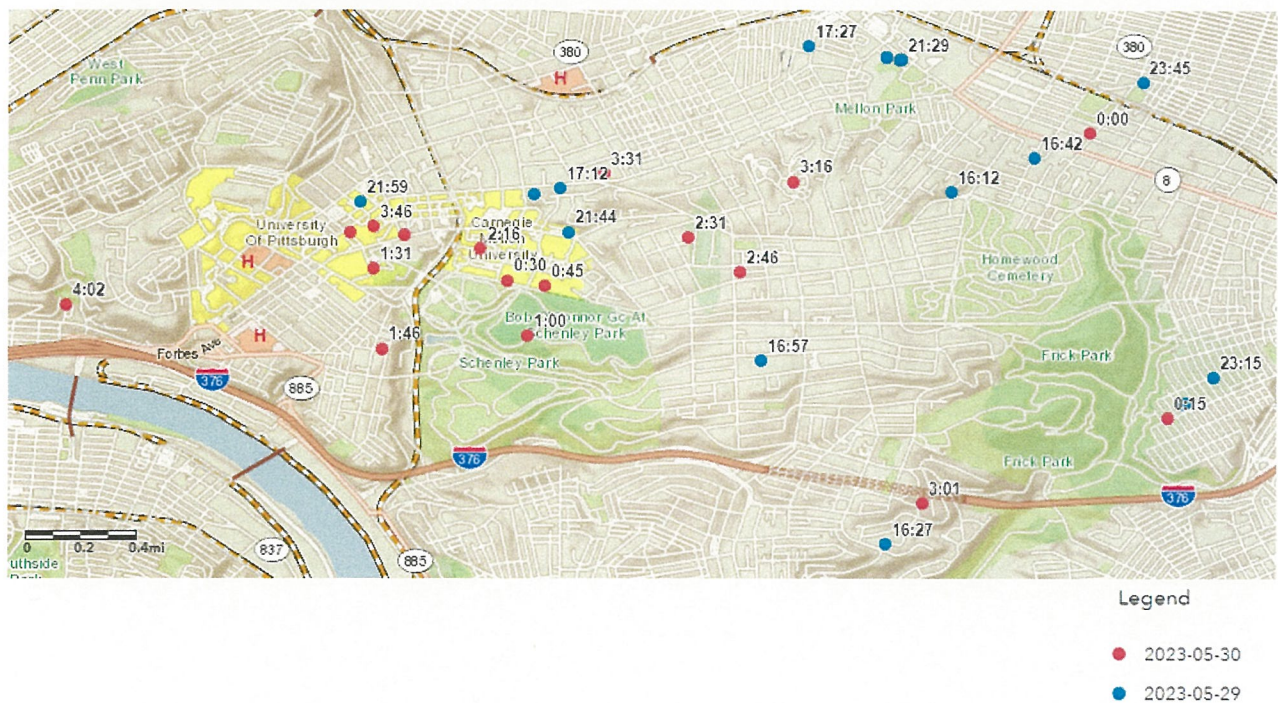 17:27
380
21:29
380
23:45
West
Penn Park
H
Mellon Park
0:00
16:42
3:31
3:16
17:12
8
21:59
16:12
3:46
University
Of Pittsburgh
Carnegie
2:16
University
21:44
2:31
H
1:31
2:46
Homewood
Cemetery
0:30
0:45
4:02
1:00
Schenley Park
H
1:46
Forbes Ave
Schenley Park
16:57
Frick Park
23:15
376
885
376
Frick Park
3:01
376
16:27
0 0.2 0.4mi
837
885
uthside
Legend
2023-05-30
2023-05-29